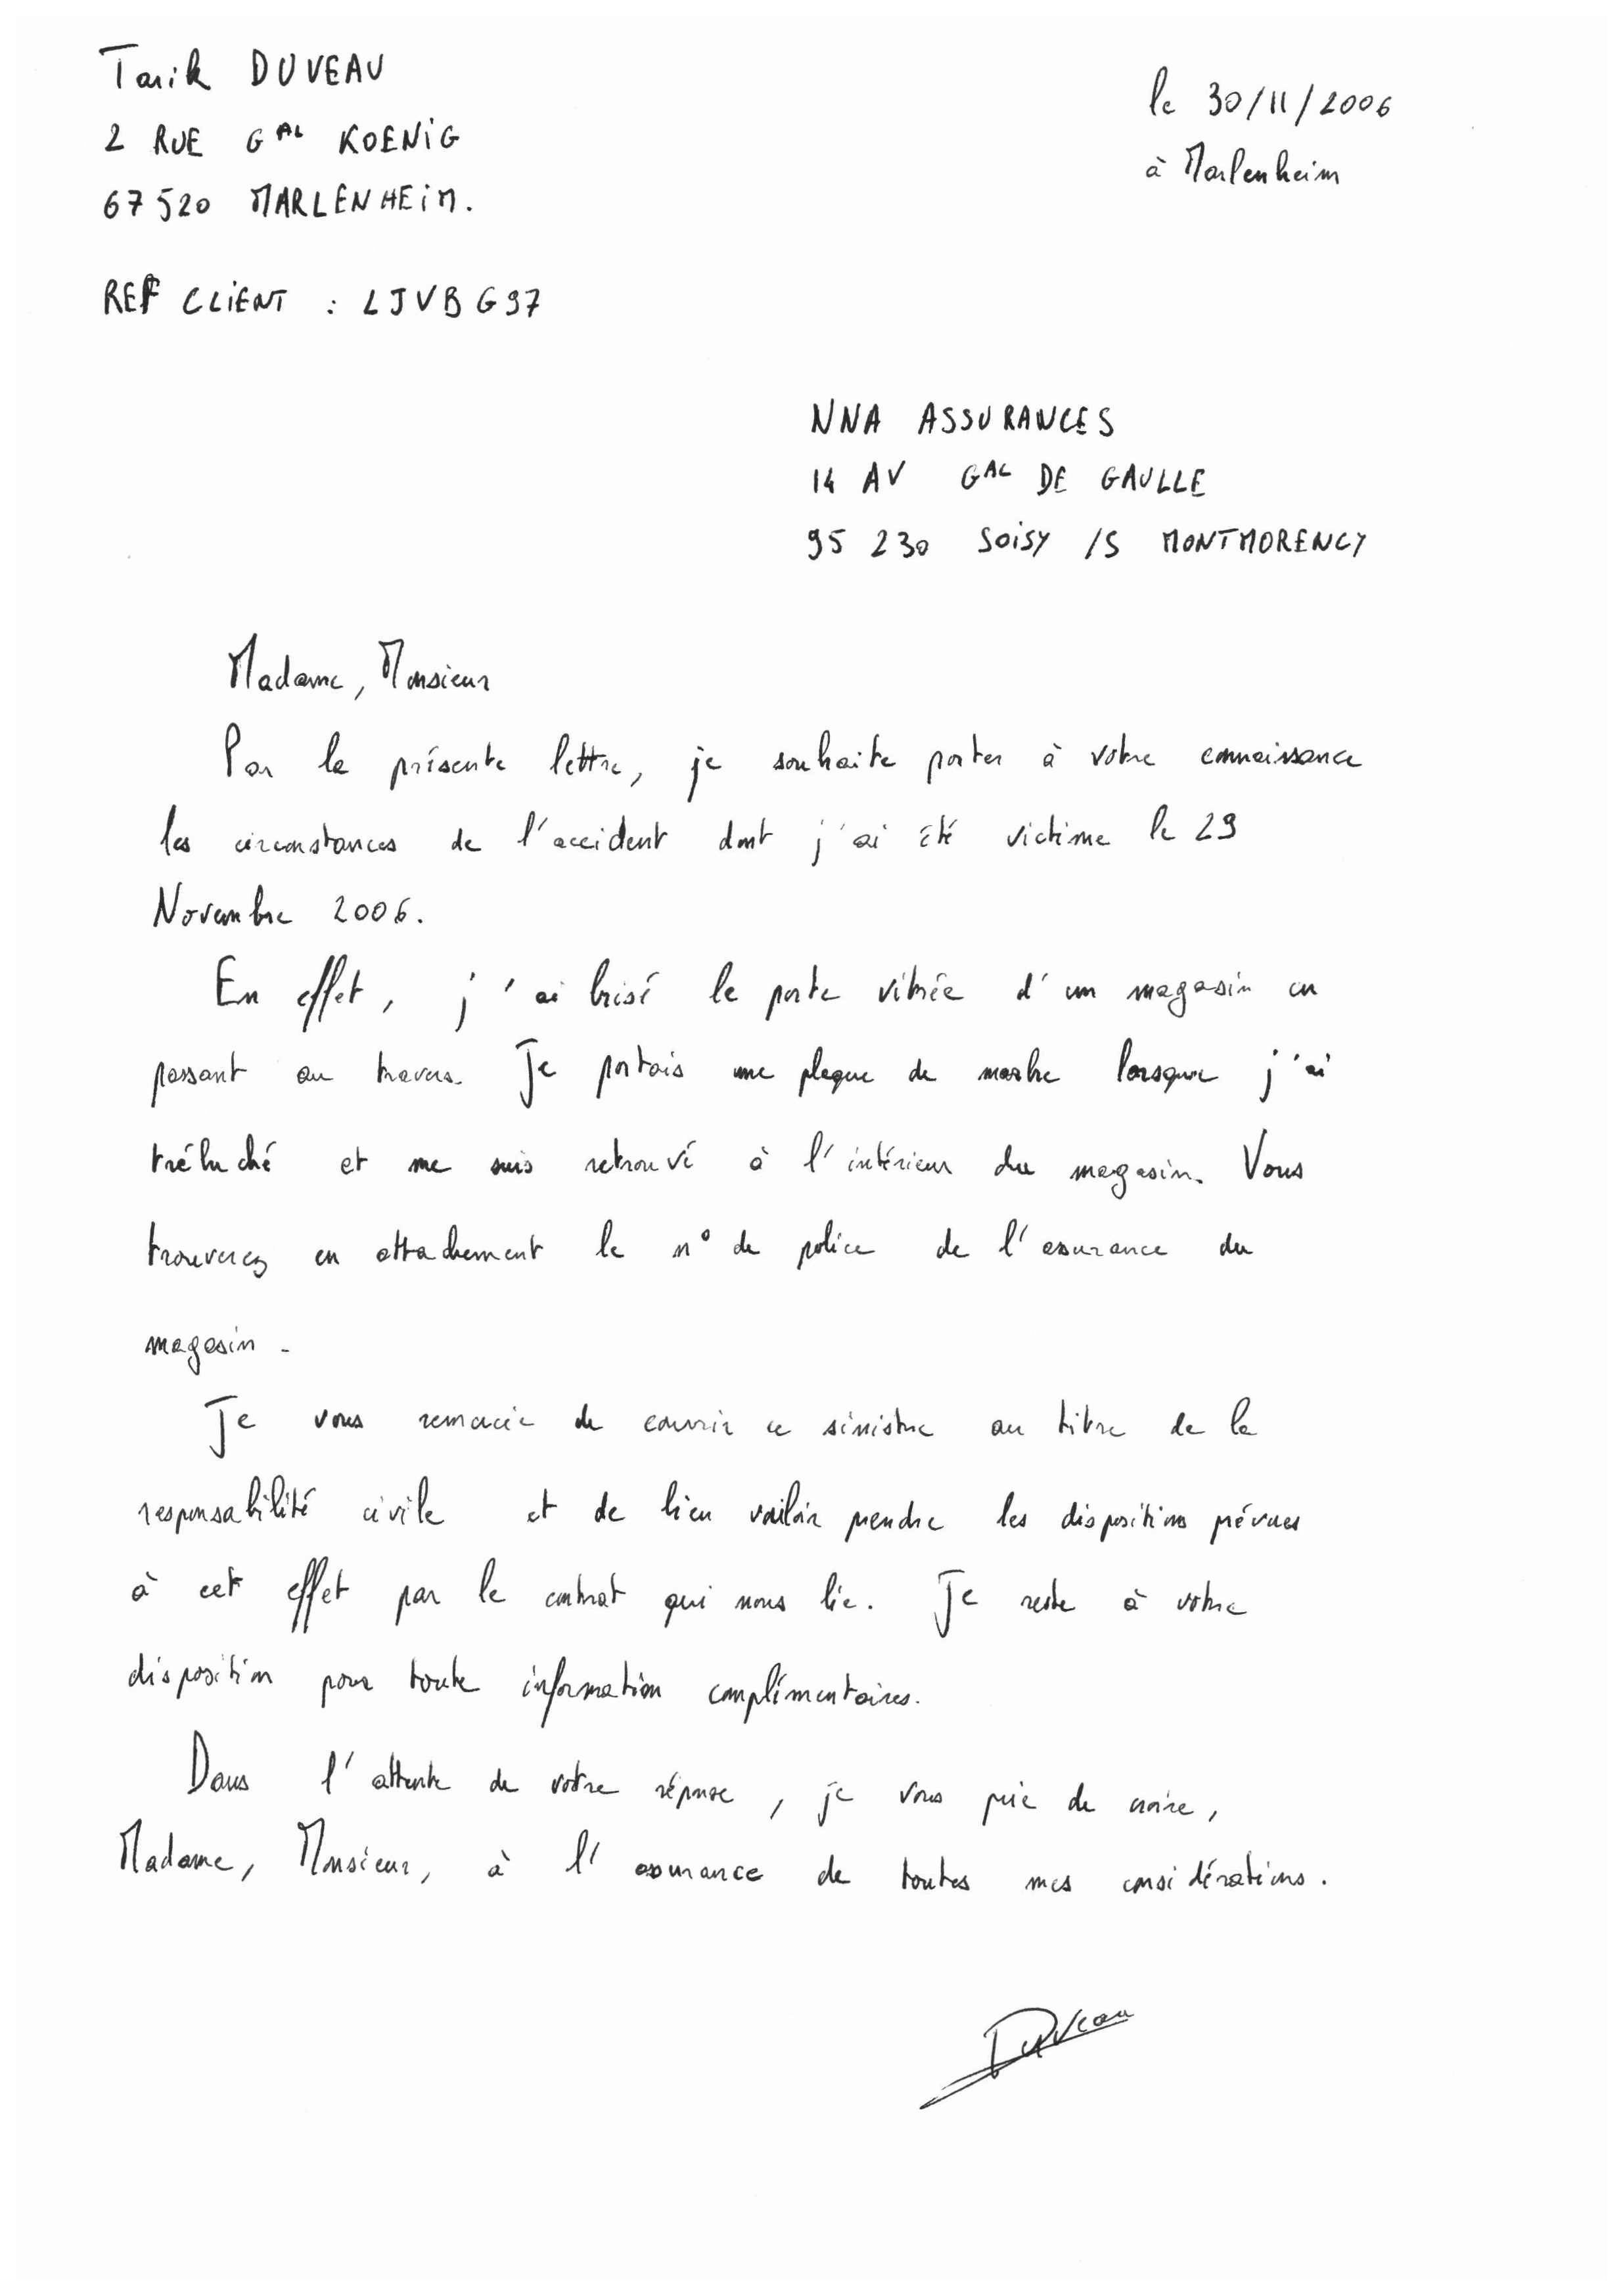 Tarik DUVEAU
2 RUE GAL KOENIG
67520 MARLENHEIM.
le 30/11/2006
à Marlenheim
REF CLIENT : LJVBG97
NNA ASSURANCES
14 AV GAL DE GAULLE
95 230 SOISY /S MONTMORENCY
Madame, Monsieur
Par la présente lettre, je souhaite porter à votre connaissance
les circonstances de l'accident dont j'ai été victime le 29
Novembre 2006.
En effet, j'ai brisé la porte vitrée d'un magasin en
passant au travers. Je portais une plaque de marbre lorsque j'ai
trébuché et me suis retrouvé à l'intérieur du magasin. Vous
trouverez en attachement le n° de police de l'assurance du
magasin.
Je vous remercie de couvrir ce sinistre au titre de la
responsabilité civile et de bien vouloir prendre les dispositions prévues
à cet effet par le contrat qui nous lie. Je reste à votre
disposition pour toute information complémentaires.
Dans l'attente de votre réponse, je vous prie de croire,
Madame, Monsieur, à l'assurance de toutes mes considérations.
Duveau